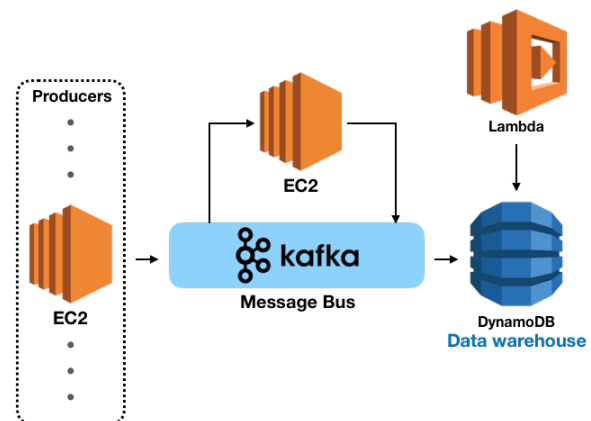 Producers
EC2
EC2
kafka
Message Bus
Lambda
DynamoDB
Data warehouse